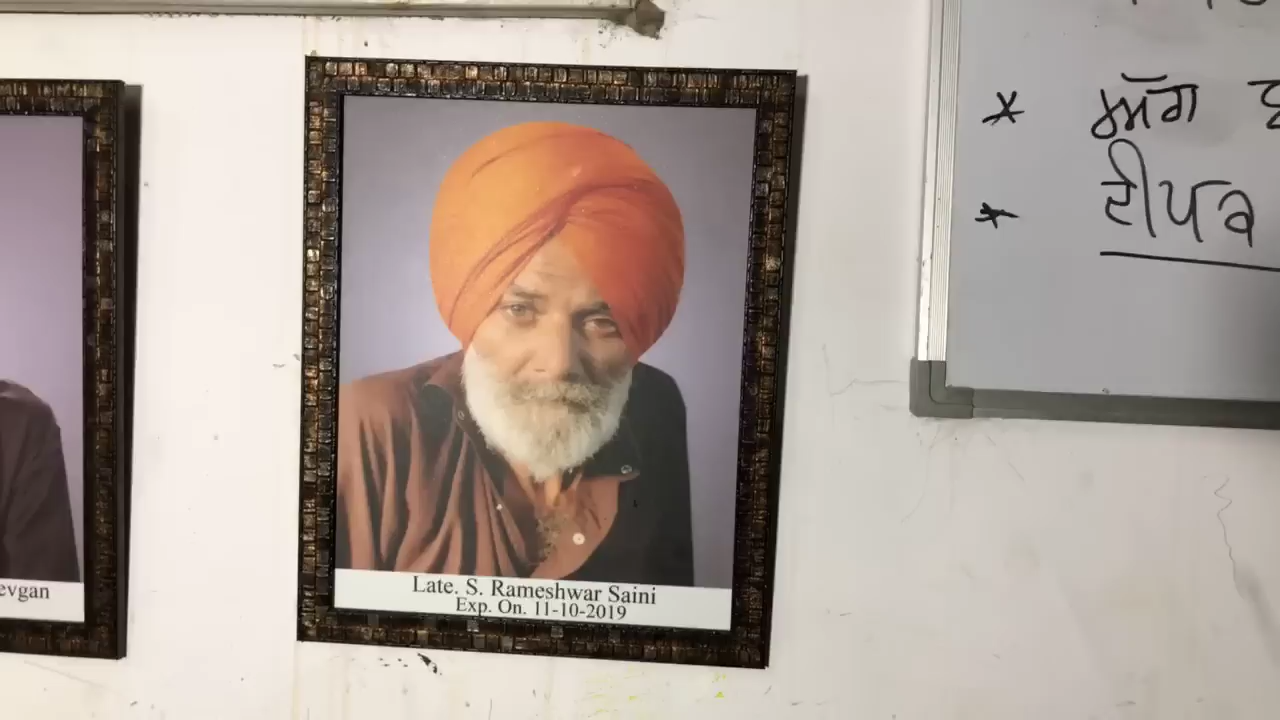 evgan
Late. S. Rameshwar Saini
Exp. On. 11-10-2019
* ਅੱਗ
* ਦੀਪਕ